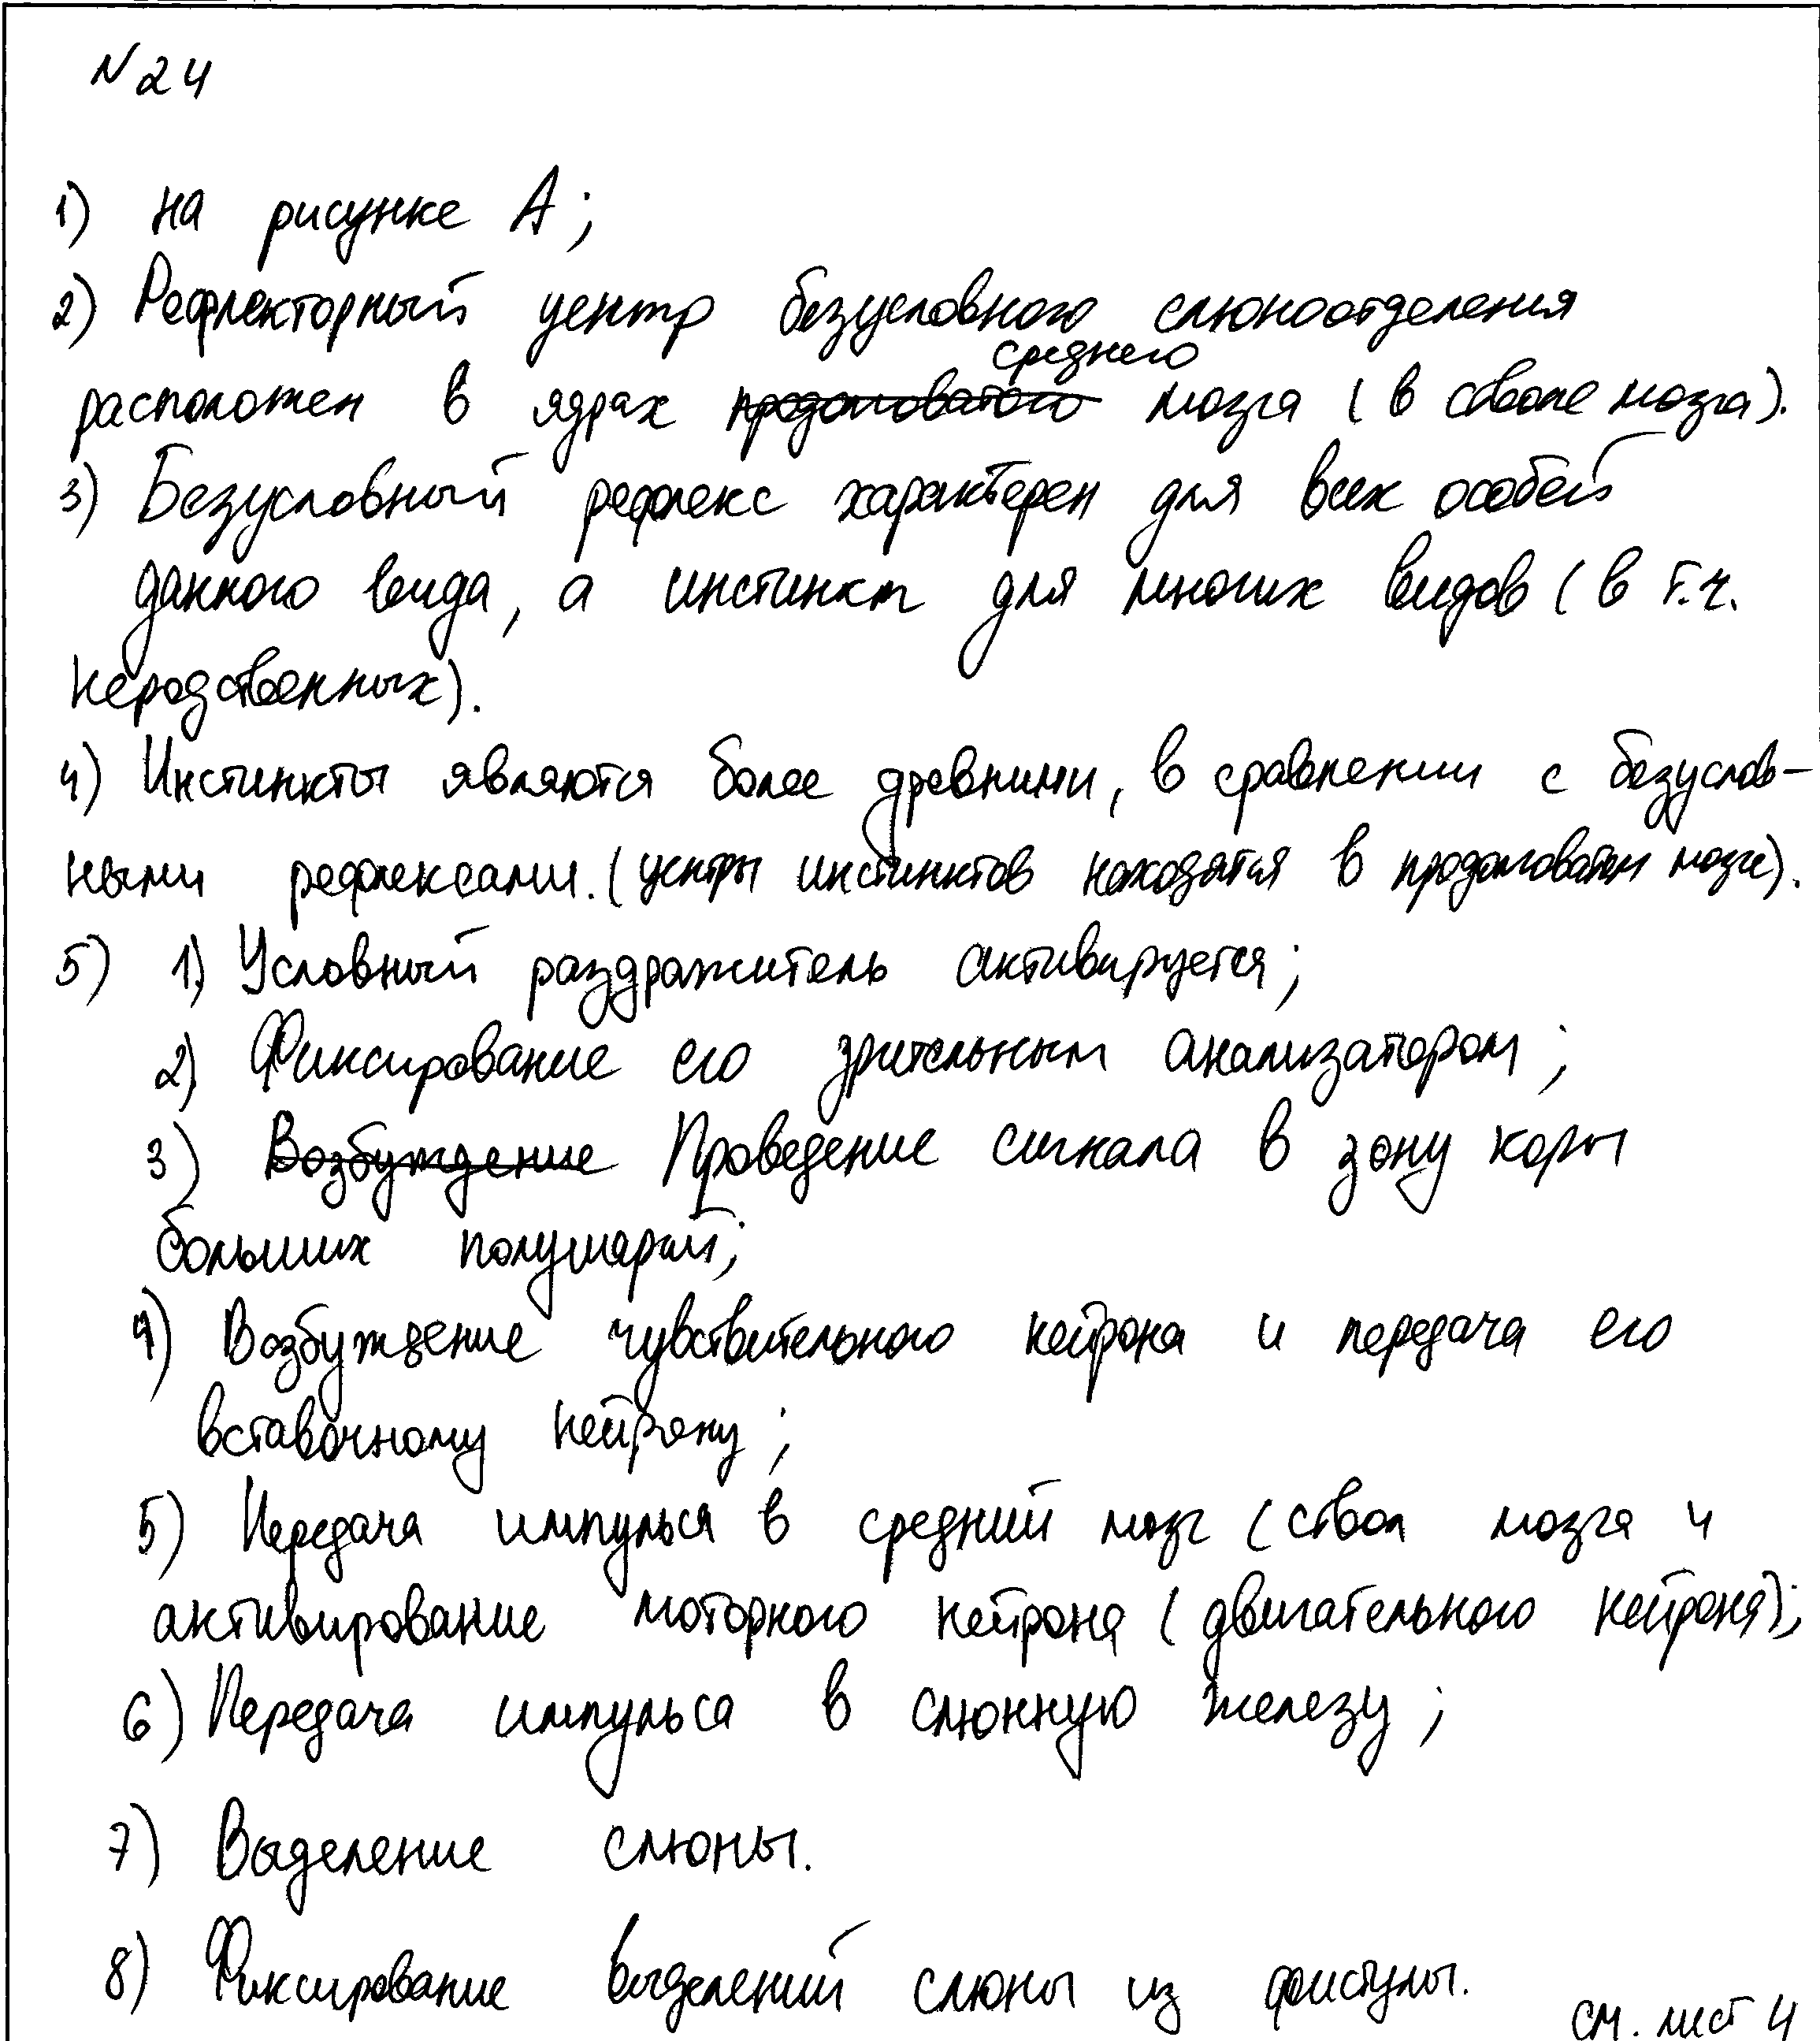 N 24
1) на рисунке А;
2) Рефлекторный центр безусловного слюноотделения
среднего
расположен в ядрах продолговатого мозга (в стволе мозга).
3) Безусловный рефлекс характерен для всех особей
данного вида, а инстинкт для многих видов (в т.ч.
неродственных).
4) Инстинкты являются более древними, в сравнении с безуслов-
ными рефлексами. (центры инстинктов находятся в продолговатом мозге).
5) 1) Условный раздражитель активируется;
2) Фиксирование его зрительным анализатором;
3) Возбуждение Проведение сигнала в зону коры
больших полушарий;
4) Возбуждение чувствительного нейрона и передача его
вставочному нейрону;
5) Передача импульса в средний мозг (ствол мозга и
активирование моторного нейрона (двигательного нейрона);
6) Передача импульса в слюнную железу;
7) Выделение слюны.
8) Фиксирование выделений слюны из фистулы.
см. лист 4